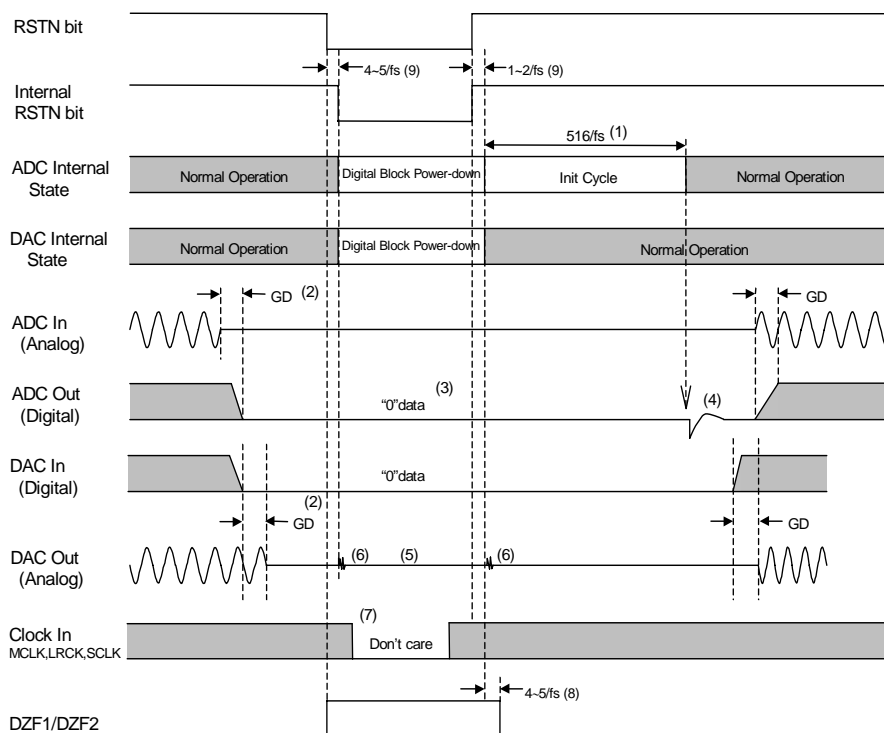 RSTN bit
4~5/fs (9)
1~2/fs (9)
Internal
RSTN bit
516/fs (1)
ADC Internal
State
Normal Operation
Digital Block Power-down
Init Cycle
Normal Operation
DAC Internal
State
Normal Operation
Digital Block Power-down
Normal Operation
GD (2)
GD
ADC In
(Analog)
ADC Out
(Digital)
“0”data
(3)
(4)
DAC In
(Digital)
“0”data
(2)
GD
GD
DAC Out
(Analog)
(6)
(5)
(6)
Clock In
MCLK,LRCK,SCLK
(7)
Don’t care
4~5/fs (8)
DZF1/DZF2